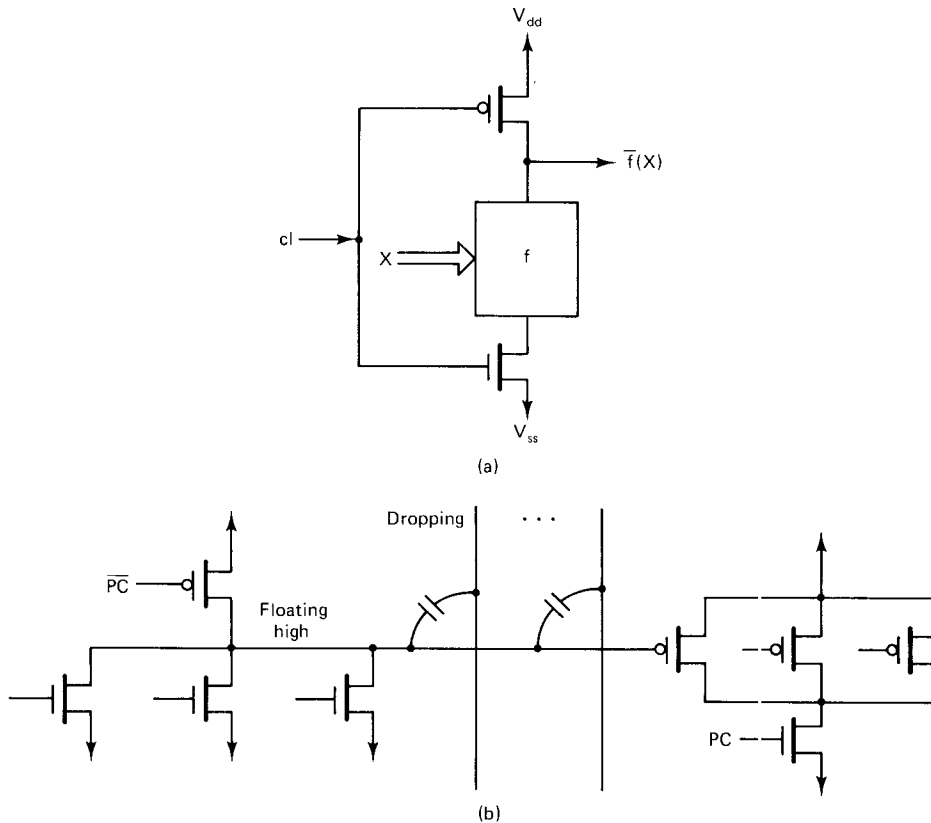 V_dd
f̅(X)
cl
X
f
V_ss
(a)
Dropping
. . .
P̅C̅
Floating
high
PC
(b)